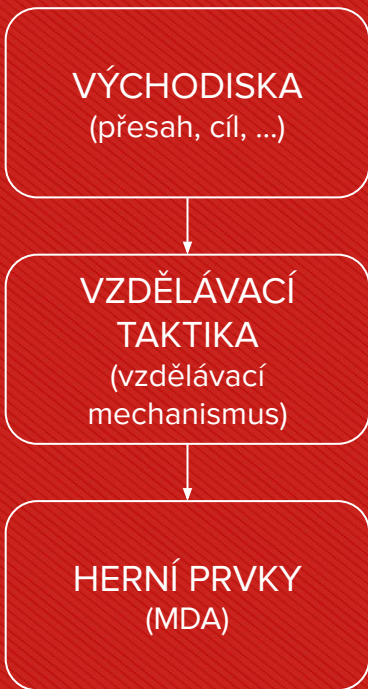 VÝCHODISKA
(přesah, cíl, ...)
VZDĚLÁVACÍ
TAKTIKA
(vzdělávací
mechanismus)
HERNÍ PRVKY
(MDA)